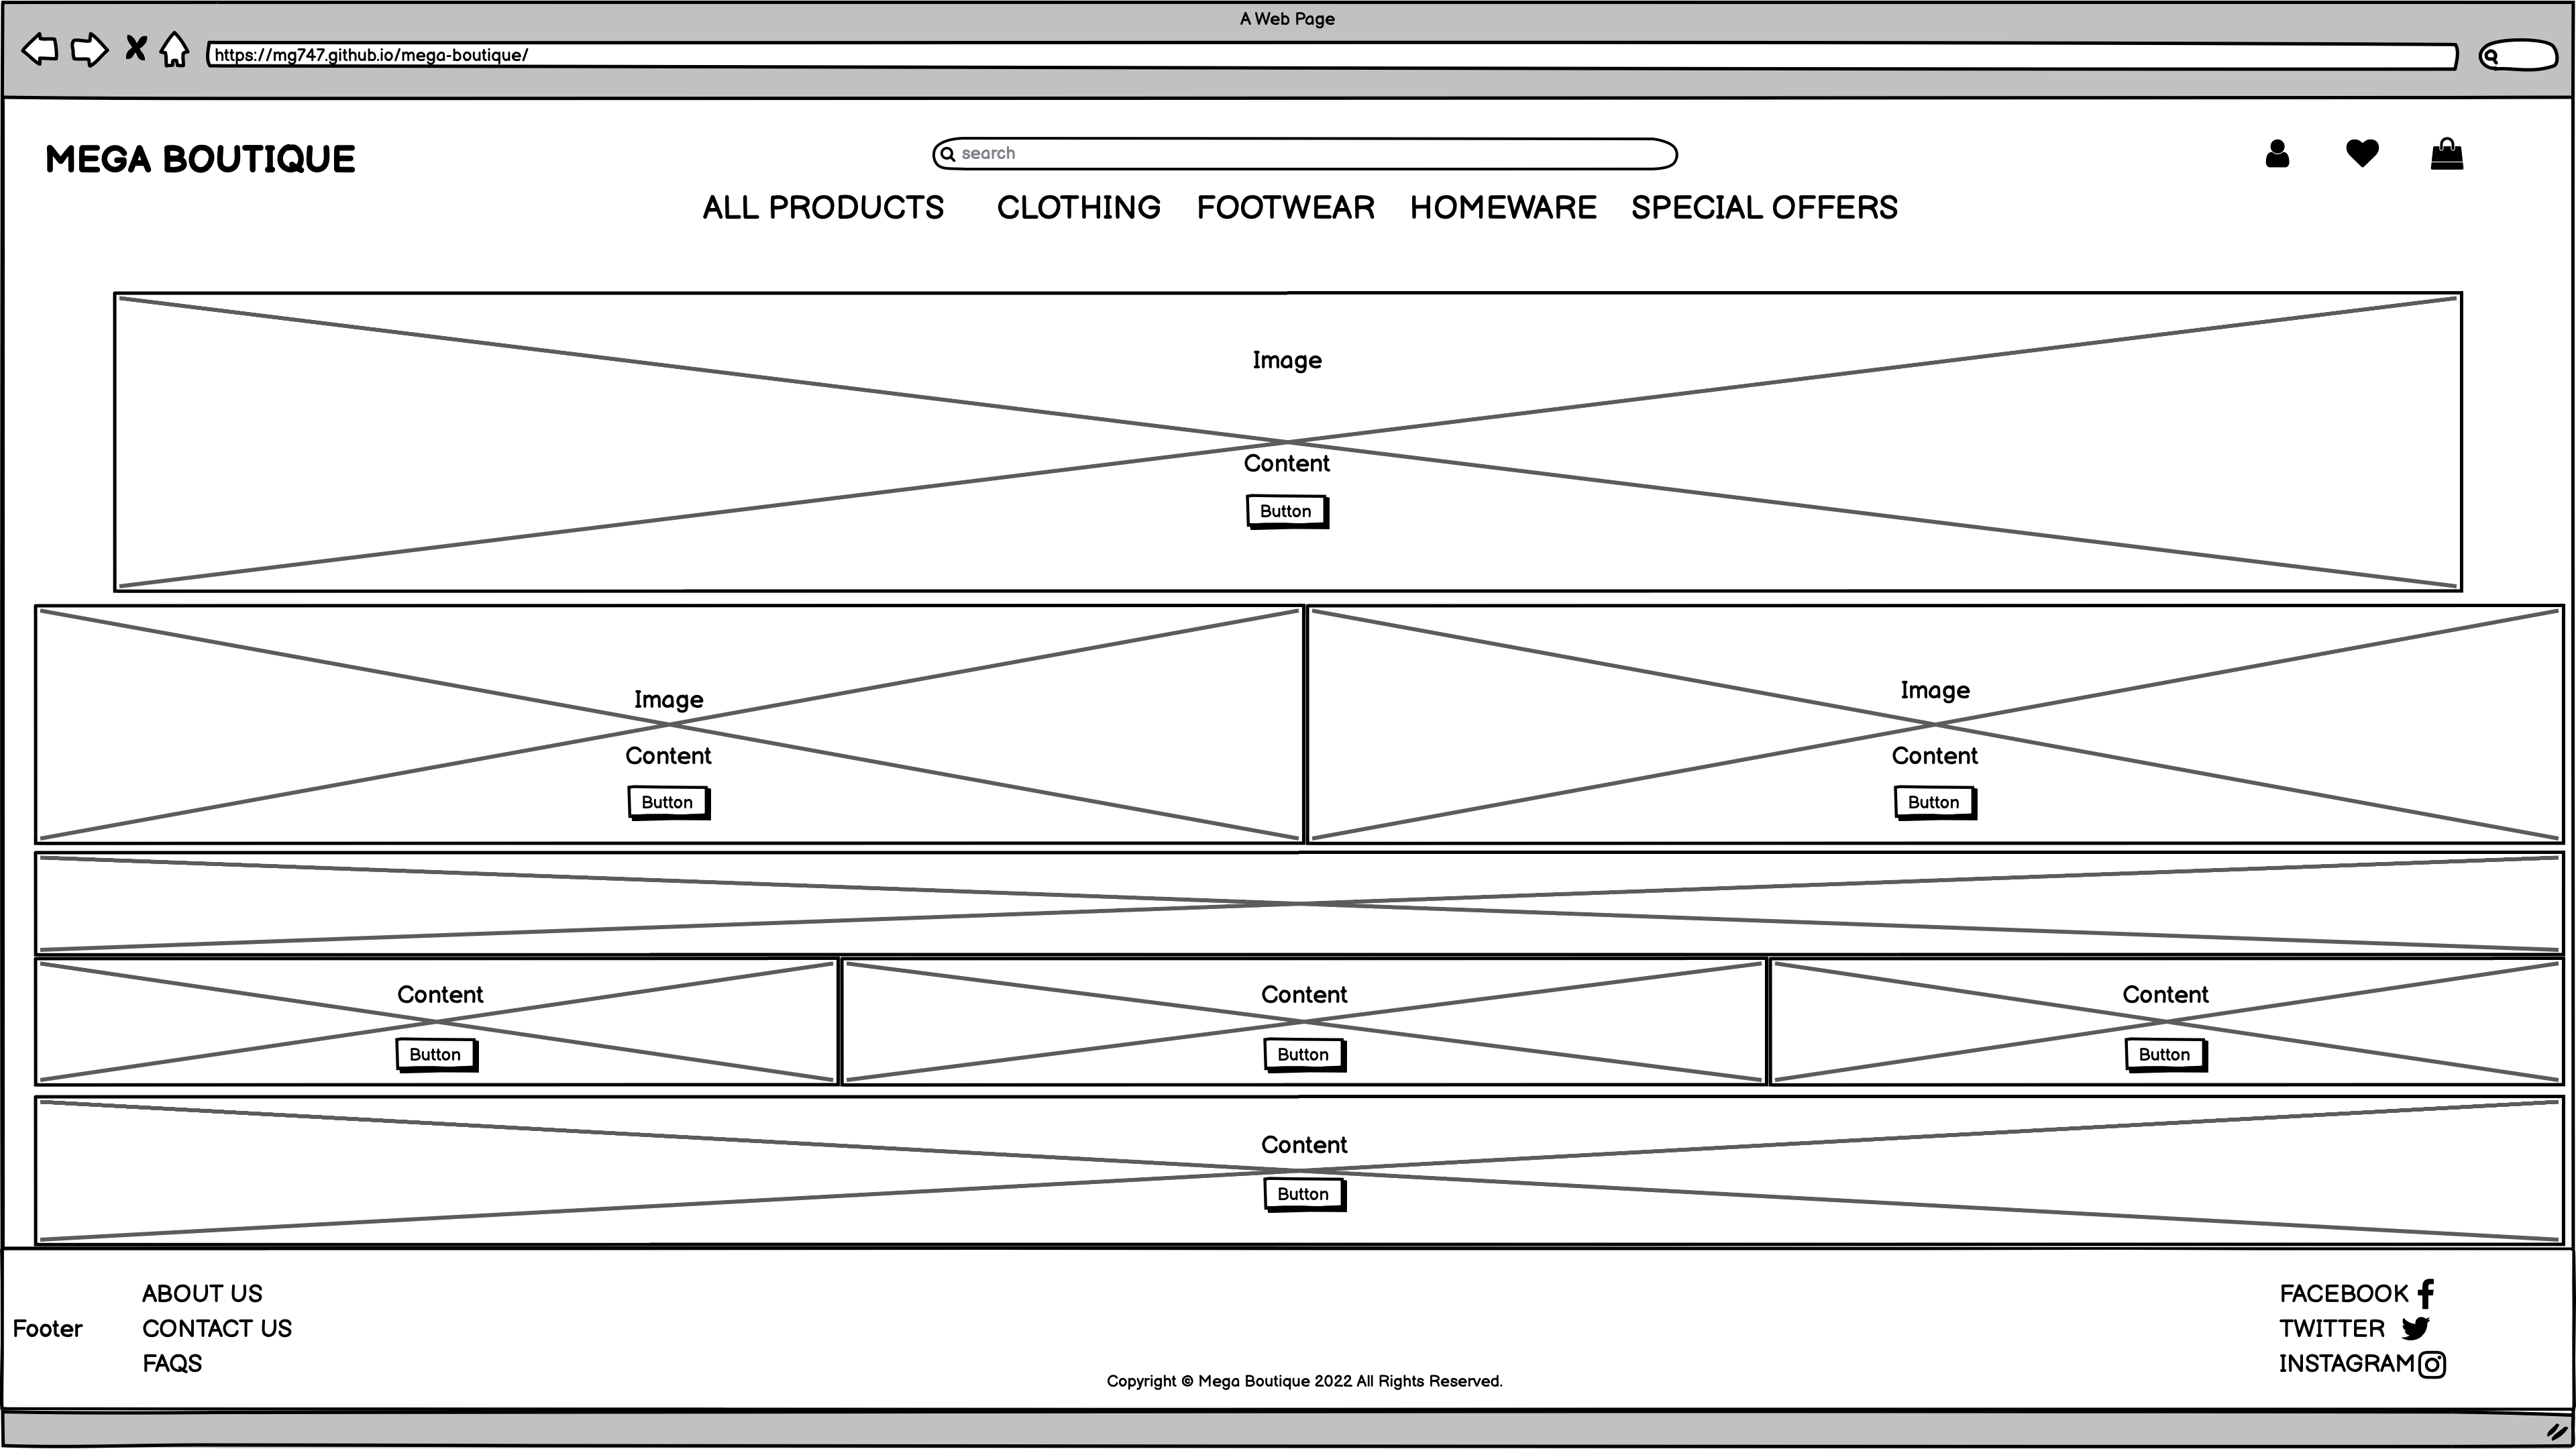 A Web Page
https://mg747.github.io/mega-boutique/
MEGA BOUTIQUE
search
ALL PRODUCTS CLOTHING FOOTWEAR HOMEWARE SPECIAL OFFERS
Image
Content
Button
Image Image
Content Content
Button Button
Content Content Content
Button Button Button
Content
Button
ABOUT US FACEBOOK
Footer CONTACT US TWITTER
FAQS INSTAGRAM
Copyright © Mega Boutique 2022 All Rights Reserved.